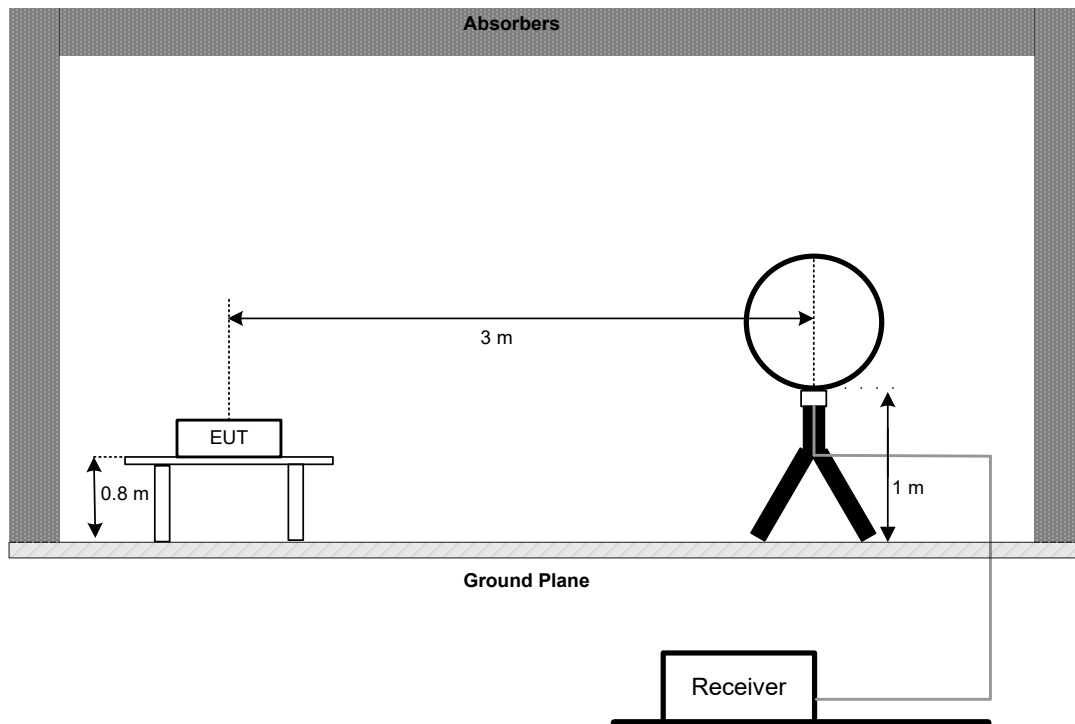 Absorbers
3 m
EUT
0.8 m
1 m
Ground Plane
Receiver